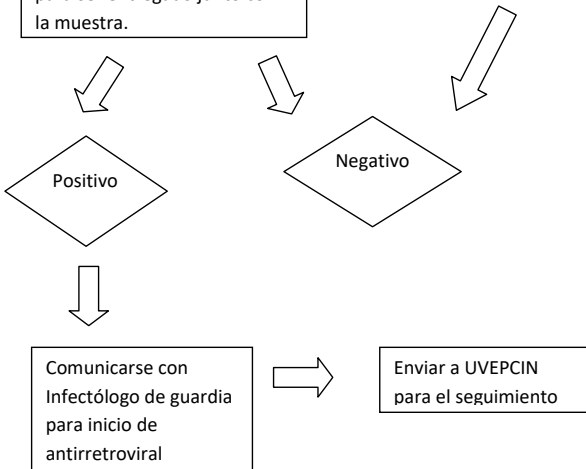 la muestra.
Positivo
Negativo
Comunicarse con
Infectólogo de guardia
para inicio de
antirretroviral
Enviar a UVEPCIN
para el seguimiento